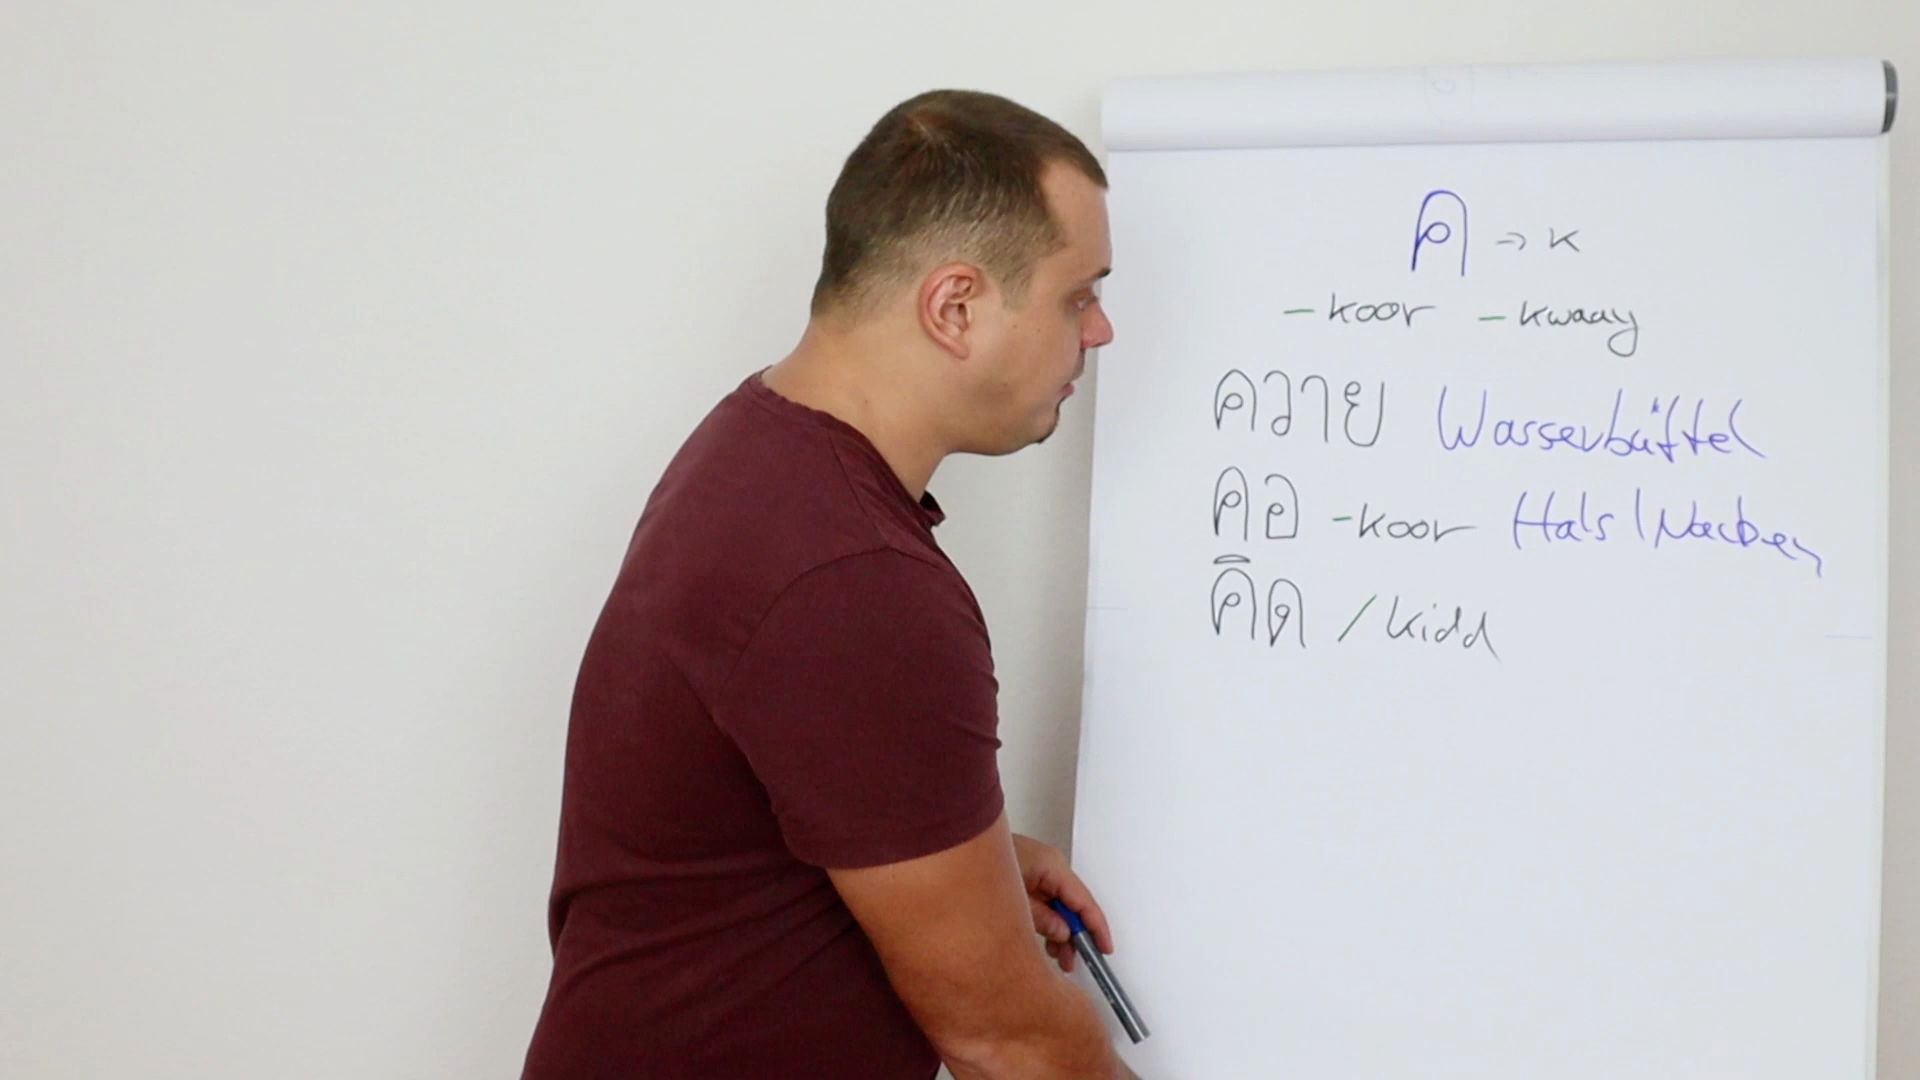 ค → K
– koor – kwaay
ควาย Wasserbüffel
คอ – koor Hals / Nacken
คิด / kidd